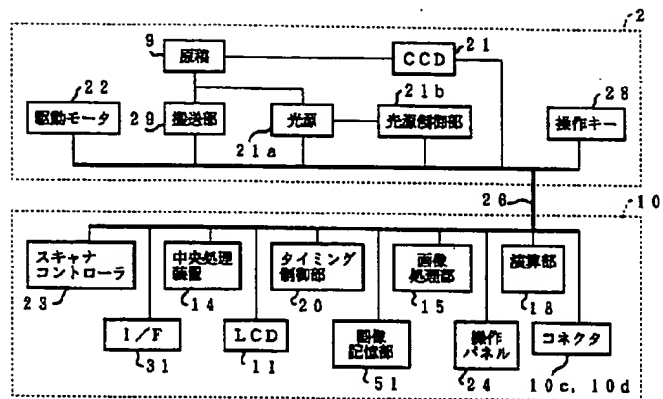 2
9
原稿
CCD
21
22
駆動モータ
29
搬送部
光源
21a
21b
光源制御部
28
操作キー
26
10
スキャナ
コントローラ
23
中央処理
装置
14
タイミング
制御部
20
画像
処理部
15
演算部
18
I/F
31
LCD
11
画像
記憶部
51
操作
パネル
24
コネクタ
10c, 10d